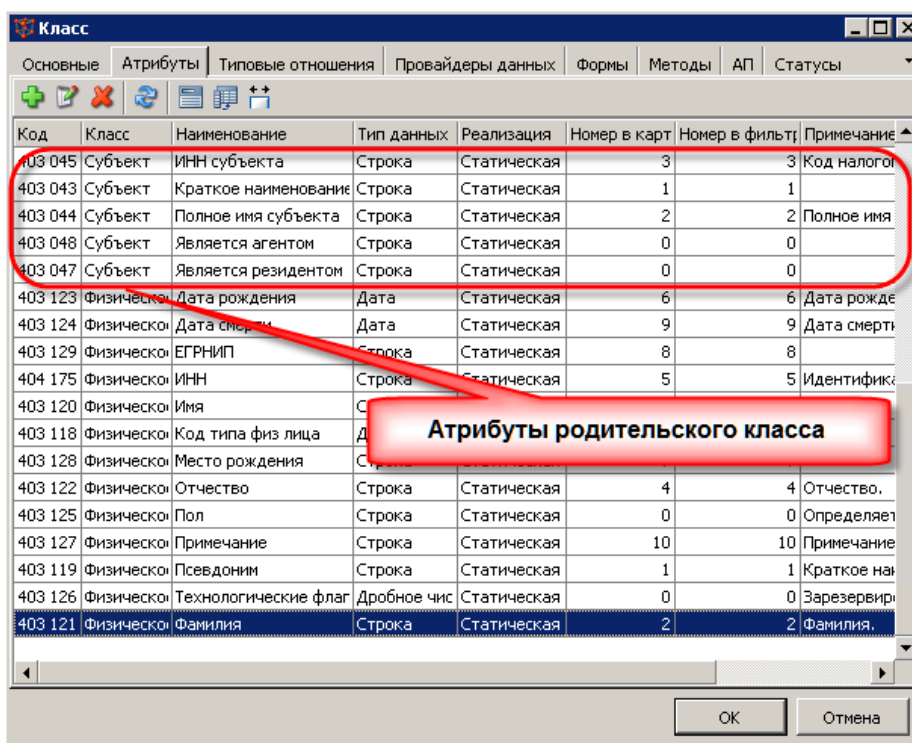 Класс
Основные Атрибуты Типовые отношения Провайдеры данных Формы Методы АП Статусы
Код Класс Наименование Тип данных Реализация Номер в карт Номер в фильтр Примечание
403 045 Субъект ИНН субъекта Строка Статическая 3 3 Код налогоп
403 043 Субъект Краткое наименование Строка Статическая 1 1
403 044 Субъект Полное имя субъекта Строка Статическая 2 2 Полное имя
403 048 Субъект Является агентом Строка Статическая 0 0
403 047 Субъект Является резидентом Строка Статическая 0 0
403 123 Физическо Дата рождения Дата Статическая 6 6 Дата рожде
403 124 Физическо Дата смерти Дата Статическая 9 9 Дата смерти
403 129 Физическо ЕГРНИП Строка Статическая 8 8
404 175 Физическо ИНН Строка Статическая 5 5 Идентифика
403 120 Физическо Имя
403 118 Физическо Код типа физ лица
Атрибуты родительского класса
403 128 Физическо Место рождения
403 122 Физическо Отчество Строка Статическая 4 4 Отчество.
403 125 Физическо Пол Строка Статическая 0 0 Определяет
403 127 Физическо Примечание Строка Статическая 10 10 Примечание
403 119 Физическо Псевдоним Строка Статическая 1 1 Краткое наи
403 126 Физическо Технологические флаг Дробное чис Статическая 0 0 Зарезервир
403 121 Физическо Фамилия Строка Статическая 2 2 Фамилия.
OK Отмена